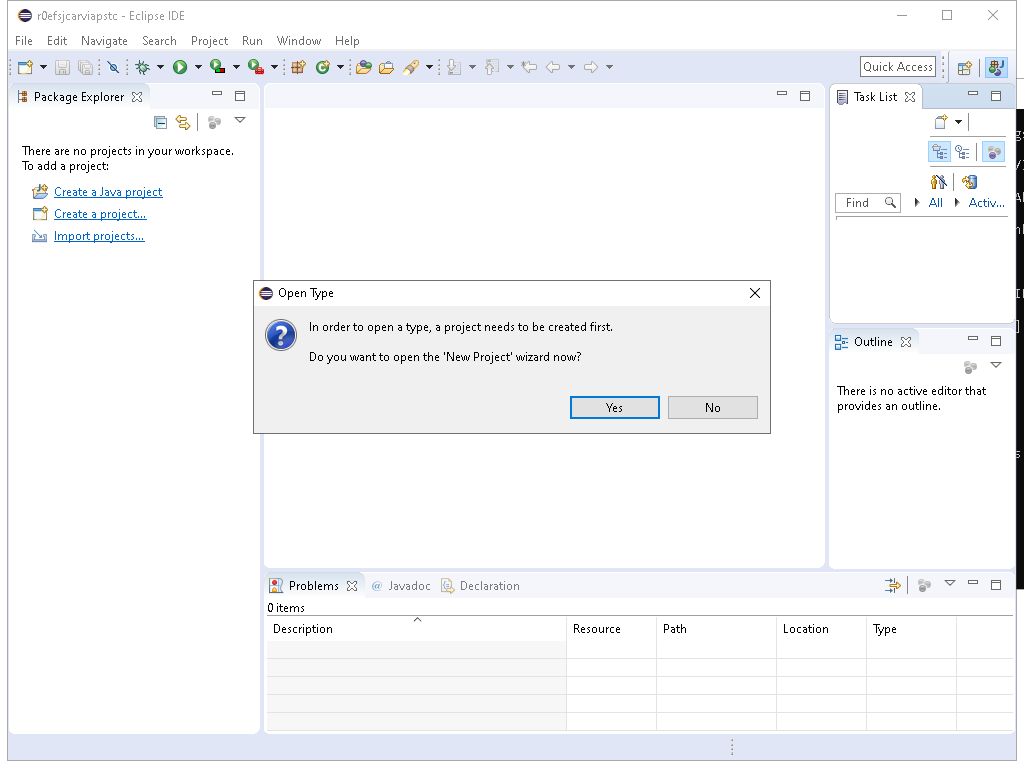 r0efsjcarviapstc - Eclipse IDE
File Edit Navigate Search Project Run Window Help
Quick Access
Package Explorer
Task List
There are no projects in your workspace.
To add a project:
Create a Java project
Create a project...
Import projects...
Find
All
Activ...
Open Type
In order to open a type, a project needs to be created first.
Do you want to open the 'New Project' wizard now?
Yes
No
Outline
There is no active editor that
provides an outline.
Problems
@ Javadoc
Declaration
0 items
Description Resource Path Location Type